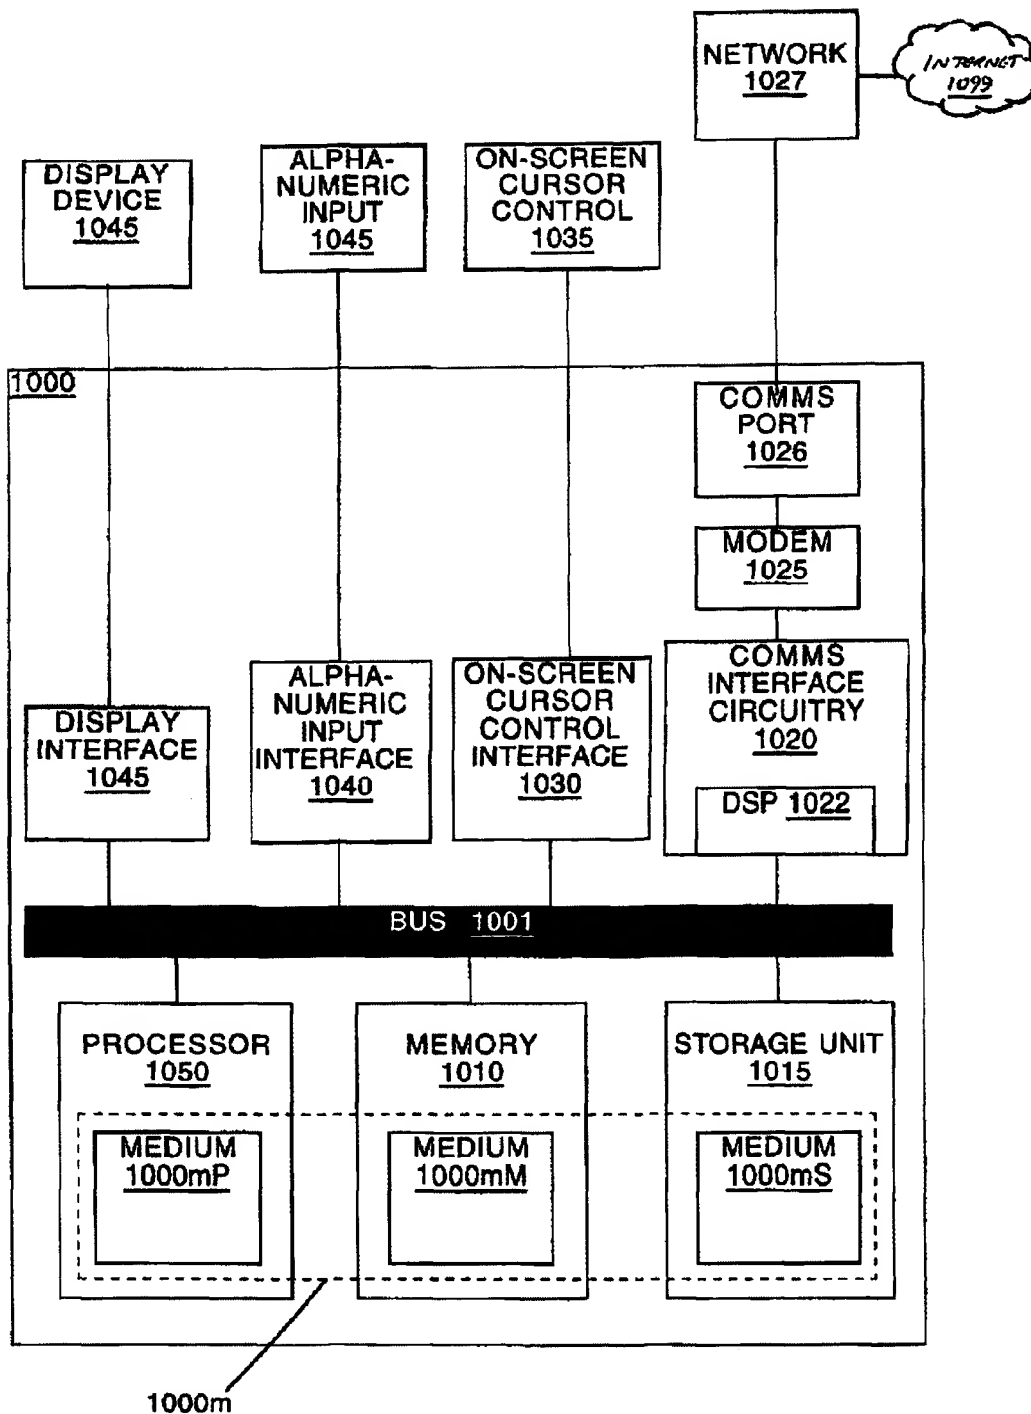 NETWORK
1027
INTERNET
1099
DISPLAY
DEVICE
1045
ALPHA-
NUMERIC
INPUT
1045
ON-SCREEN
CURSOR
CONTROL
1035
1000
COMMS
PORT
1026
MODEM
1025
COMMS
INTERFACE
CIRCUITRY
1020
DSP 1022
DISPLAY
INTERFACE
1045
ALPHA-
NUMERIC
INPUT
INTERFACE
1040
ON-SCREEN
CURSOR
CONTROL
INTERFACE
1030
BUS 1001
PROCESSOR
1050
MEMORY
1010
STORAGE UNIT
1015
MEDIUM
1000mP
MEDIUM
1000mM
MEDIUM
1000mS
1000m